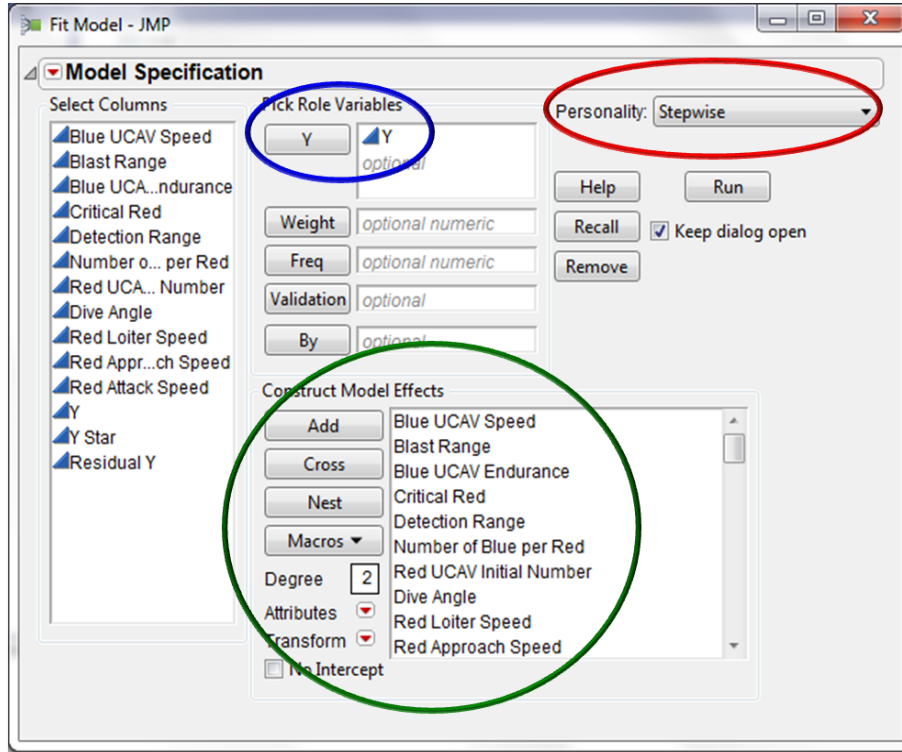 Fit Model - JMP
Model Specification
Select Columns
Blue UCAV Speed
Blast Range
Blue UCA...ndurance
Critical Red
Detection Range
Number o... per Red
Red UCA... Number
Dive Angle
Red Loiter Speed
Red Appr...ch Speed
Red Attack Speed
Y
Y Star
Residual Y
Pick Role Variables
Y
Y
optional
Weight optional numeric
Freq optional numeric
Validation optional
By optional
Personality: Stepwise
Help Run
Recall Keep dialog open
Remove
Construct Model Effects
Add
Cross
Nest
Macros
Degree 2
Attributes
Transform
No Intercept
Blue UCAV Speed
Blast Range
Blue UCAV Endurance
Critical Red
Detection Range
Number of Blue per Red
Red UCAV Initial Number
Dive Angle
Red Loiter Speed
Red Approach Speed